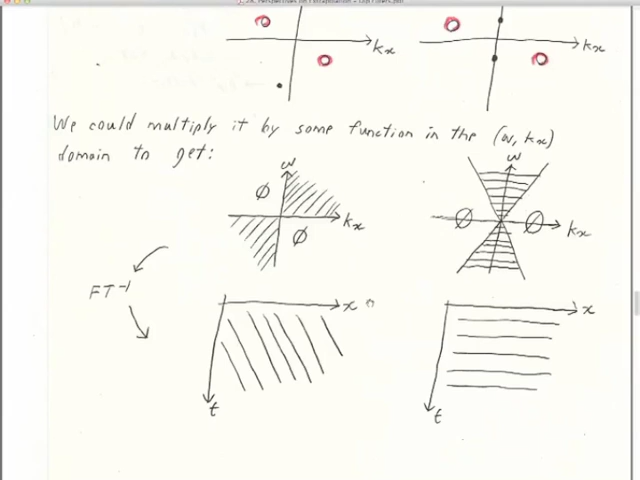 kx kx
We could multiply it by some function in the (w, kx)
domain to get:
w w
ø kx ø ø kx
ø
FT⁻¹
x x
t t